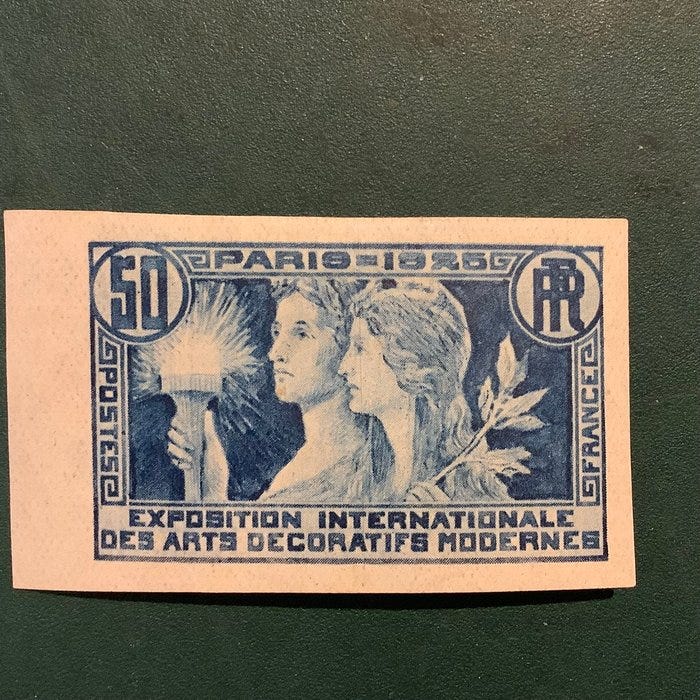 50
PARIS=1925
RF
POSTES
FRANCE
EXPOSITION INTERNATIONALE
DES ARTS DECORATIFS MODERNES